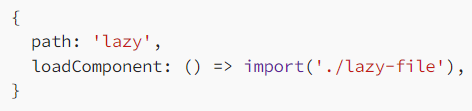 {
  path: 'lazy',
  loadComponent: () => import('./lazy-file'),
}